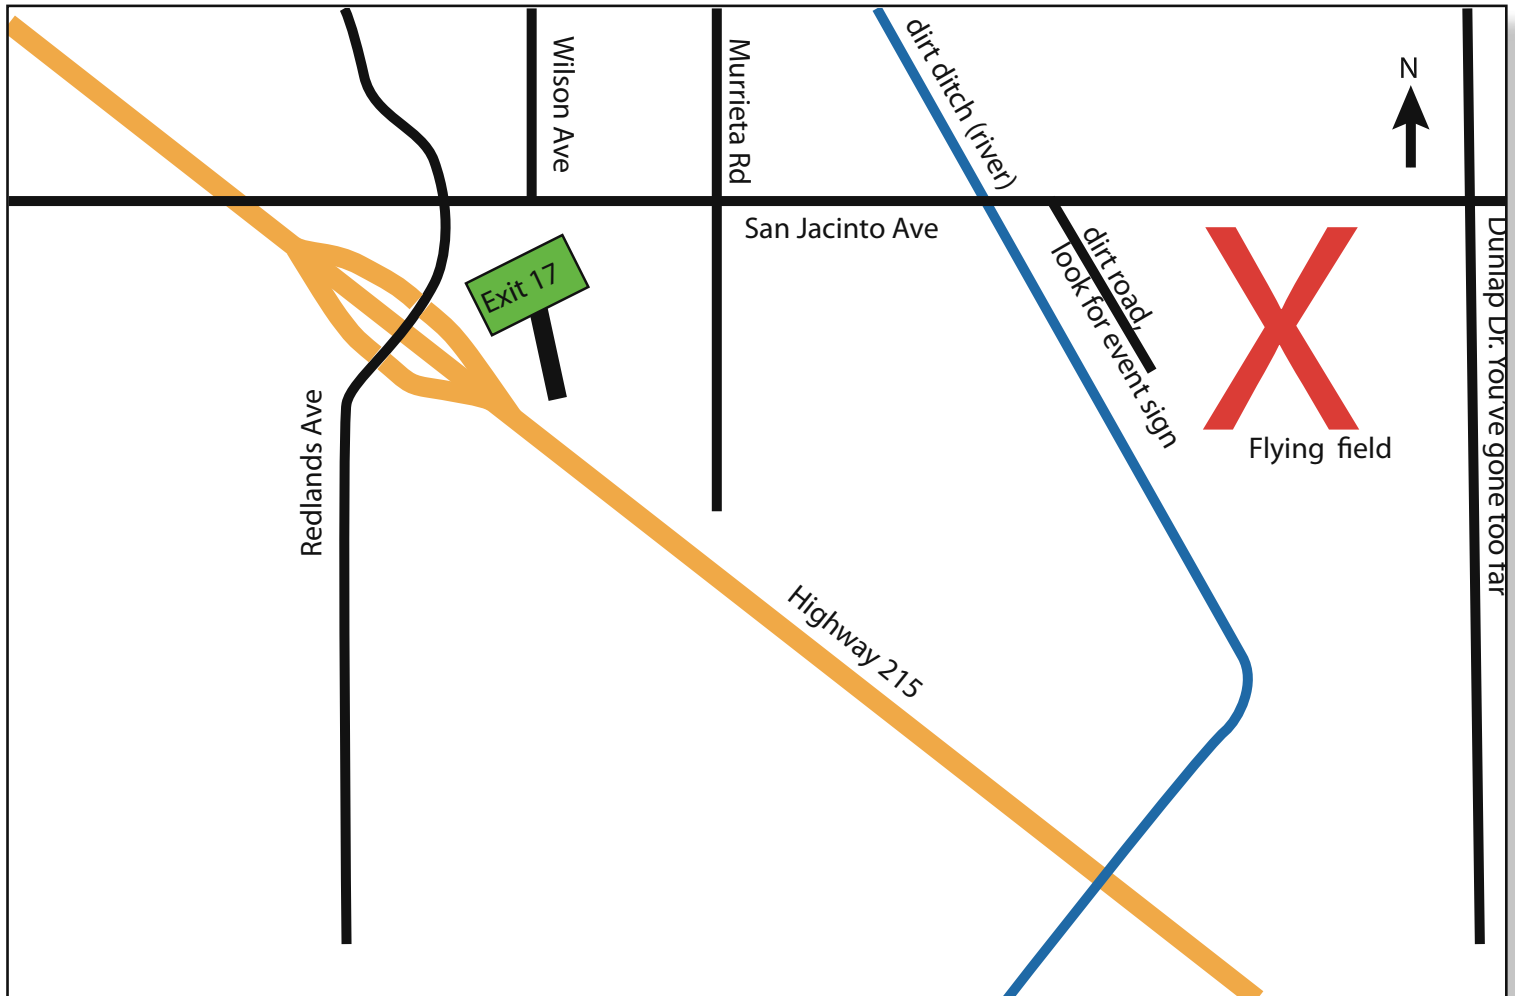 Wilson Ave
Murrieta Rd
dirt ditch (river)
N
San Jacinto Ave
Exit 17
dirt road,
look for event sign
Dunlap Dr. You've gone too far
Flying field
Redlands Ave
Highway 215